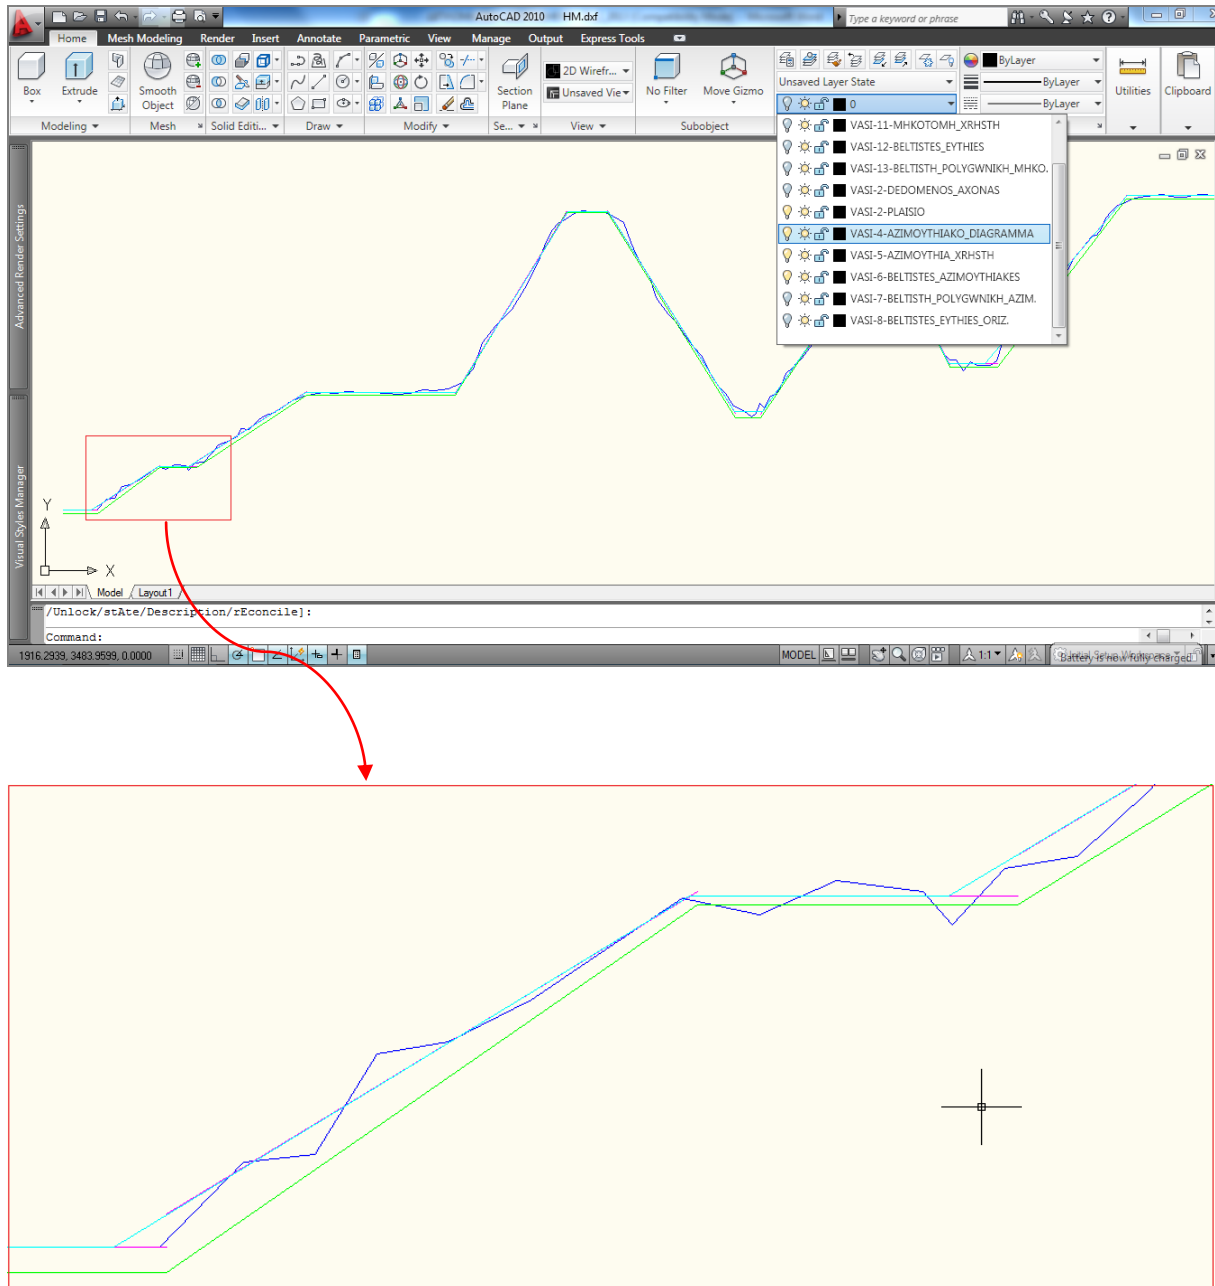 AutoCAD 2010 HM.dxf
Type a keyword or phrase
Home Mesh Modeling Render Insert Annotate Parametric View Manage Output Express Tools
Box Extrude Smooth Object Section Plane 2D Wirefr... Unsaved Vie No Filter Move Gizmo Unsaved Layer State 0 ByLayer ByLayer ByLayer Utilities Clipboard
Modeling Mesh Solid Editi... Draw Modify Se... View Subobject
VASI-11-MHKOTOMH_XRHSTH
VASI-12-BELTISTES_EYTHIES
VASI-13-BELTISTH_POLYGWNIKH_MHKO.
VASI-2-DEDOMENOS_AXONAS
VASI-2-PLAISIO
VASI-4-AZIMOYTHIAKO_DIAGRAMMA
VASI-5-AZIMOYTHIA_XRHSTH
VASI-6-BELTISTES_AZIMOYTHIAKES
VASI-7-BELTISTH_POLYGWNIKH_AZIM.
VASI-8-BELTISTES_EYTHIES_ORIZ.
Advanced Render Settings
Visual Styles Manager
Y
X
Model Layout1
/Unlock/stAte/Description/rEconcile]:
Command:
1916.2939, 3483.9599, 0.0000 MODEL 1:1 Battery is now fully charged